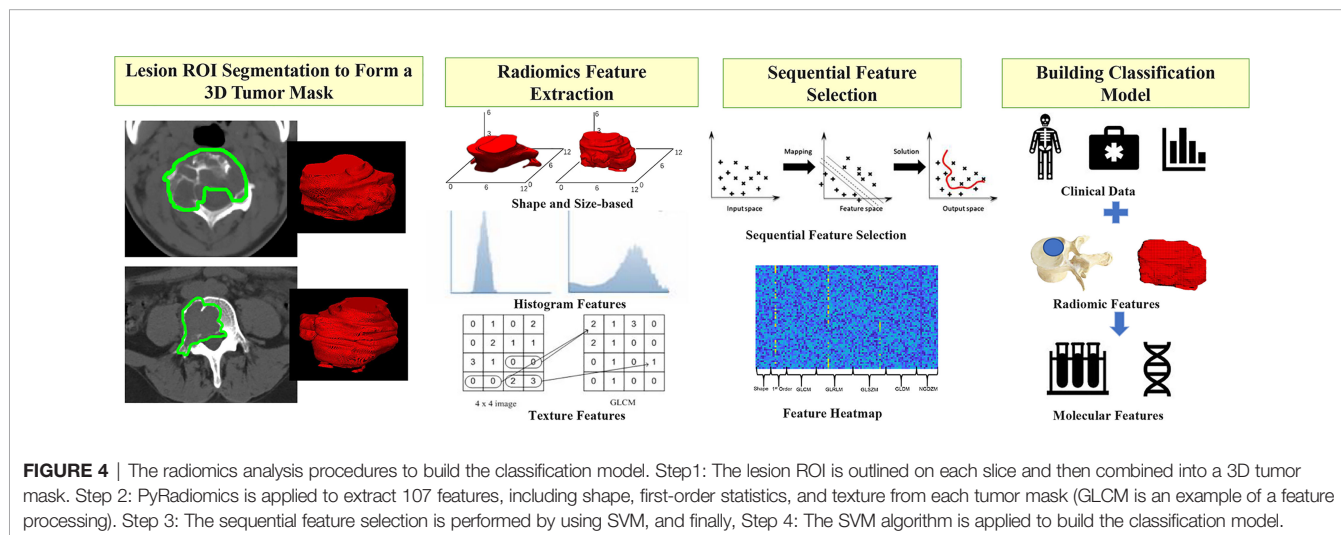 Lesion ROI Segmentation to Form a
3D Tumor Mask
Radiomics Feature
Extraction
6
3
0
6
12
12
0
6
3
0
6
12
12
6
0
Shape and Size-based
Histogram Features
0 1 0 2
0 2 1 1
3 1 0 0
0 0 2 3
4 x 4 image
2 1 3 0
2 1 0 0
0 1 0 1
0 1 0 0
GLCM
Texture Features
Sequential Feature
Selection
Mapping
Solution
Input space
Feature space
Output space
Sequential Feature Selection
Shape 1st Order GLCM GLRLM GLSZM GLDM NGDZM
Feature Heatmap
Building Classification
Model
Clinical Data
Radiomic Features
Molecular Features
FIGURE 4 | The radiomics analysis procedures to build the classification model. Step1: The lesion ROI is outlined on each slice and then combined into a 3D tumor
mask. Step 2: PyRadiomics is applied to extract 107 features, including shape, first-order statistics, and texture from each tumor mask (GLCM is an example of a feature
processing). Step 3: The sequential feature selection is performed by using SVM, and finally, Step 4: The SVM algorithm is applied to build the classification model.